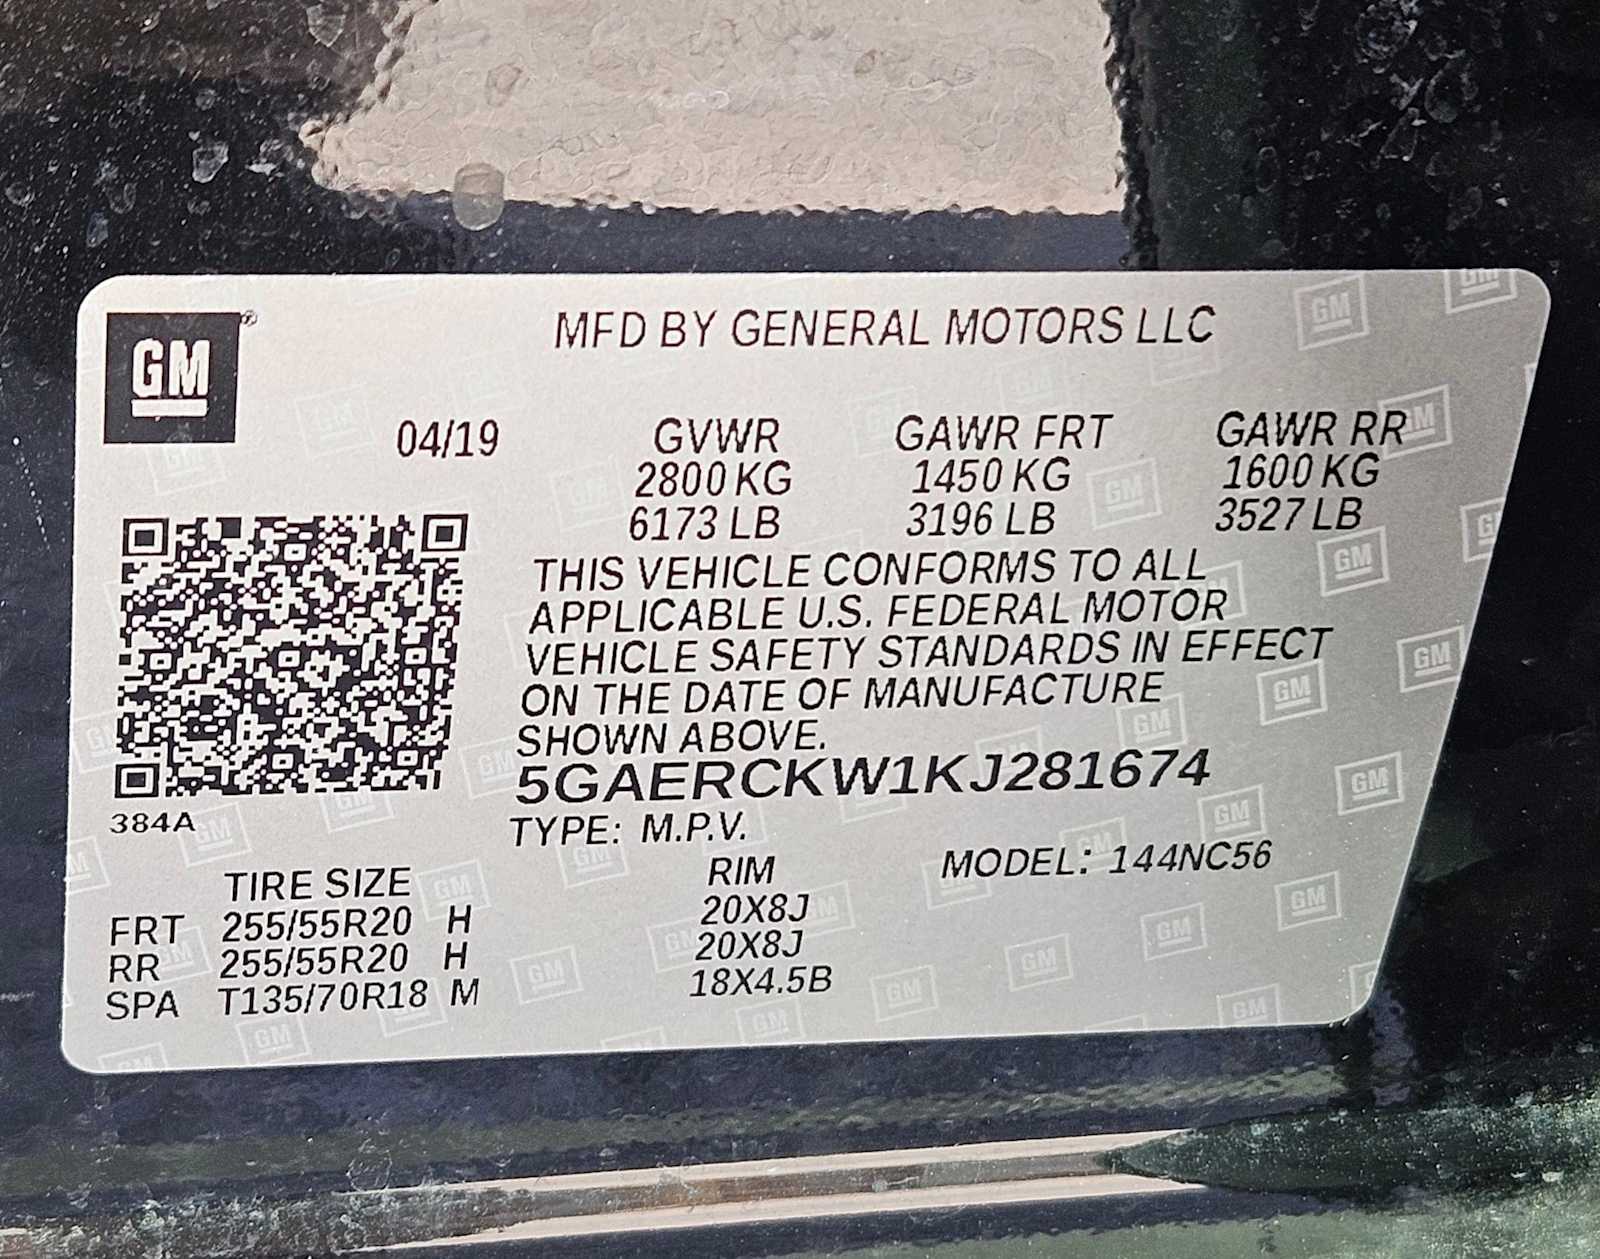 GM®
MFD BY GENERAL MOTORS LLC
04/19 GVWR GAWR FRT GAWR RR
2800 KG 1450 KG 1600 KG
6173 LB 3196 LB 3527 LB
THIS VEHICLE CONFORMS TO ALL
APPLICABLE U.S. FEDERAL MOTOR
VEHICLE SAFETY STANDARDS IN EFFECT
ON THE DATE OF MANUFACTURE
SHOWN ABOVE.
5GAERCKW1KJ281674
384A
TYPE: M.P.V.
MODEL: 144NC56
TIRE SIZE RIM
FRT 255/55R20 H 20X8J
RR 255/55R20 H 20X8J
SPA T135/70R18 M 18X4.5B